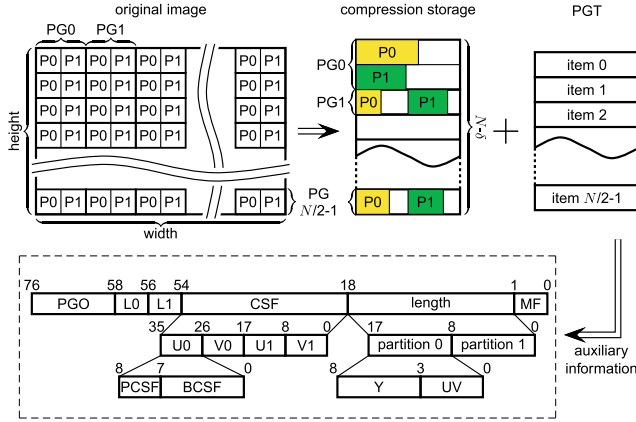 original image
compression storage
PGT
PG0 PG1
P0 P1 P0 P1 P0 P1 P0 P1
P0 P1 P0 P1 P0 P1 P0 P1
P0 P1 P0 P1 P0 P1 P0 P1
P0 P1 P0 P1 P0 P1 P0 P1
P0 P1 P0 P1 P0 P1 P0 P1
height
width
PG
N/2-1
PG0
P0
P1
PG1
P0 P1
P0 P1
N-δ
item 0
item 1
item 2
item N/2-1
auxiliary
information
76 58 56 54 18 1 0
PGO L0 L1 CSF length MF
35 26 17 8 0
U0 V0 U1 V1
17 8 0
partition 0 partition 1
8 7 0
PCSF BCSF
8 3 0
Y UV